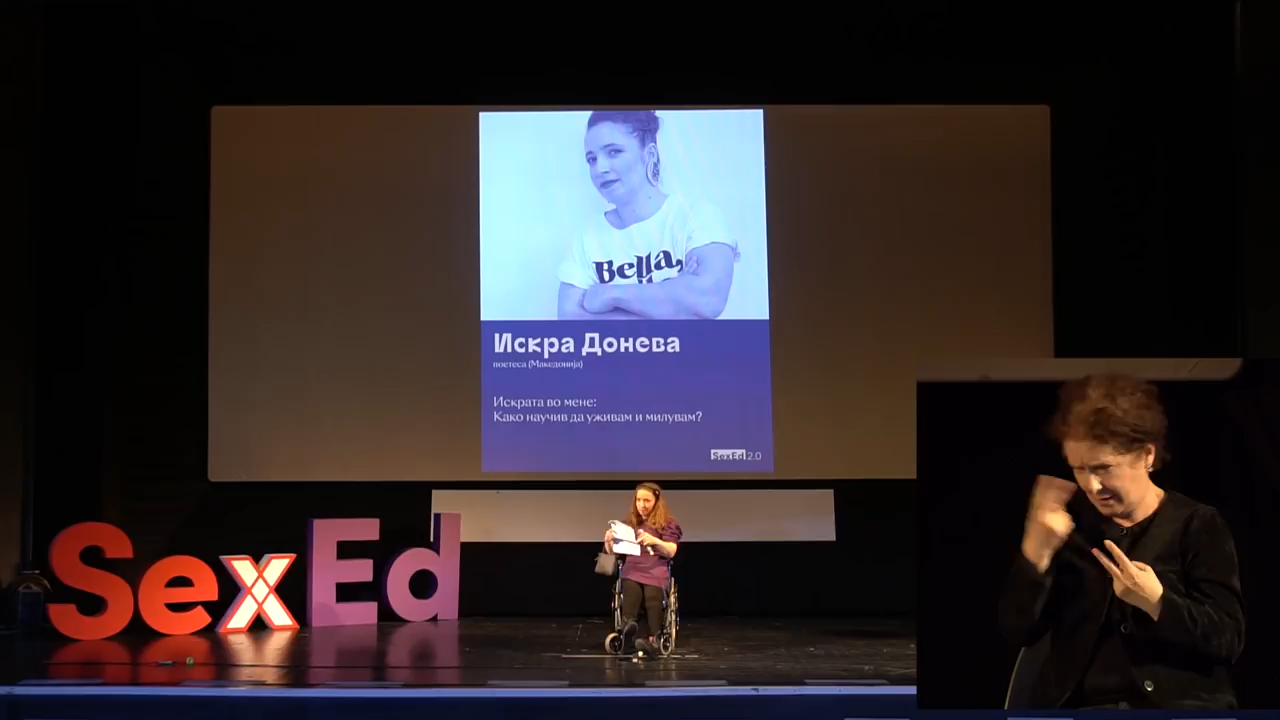 Bella,
Искра Донева
поетеса (Македонија)
Искрата во мене:
Како научив да уживам и милувам?
SexEd 2.0
SexEd